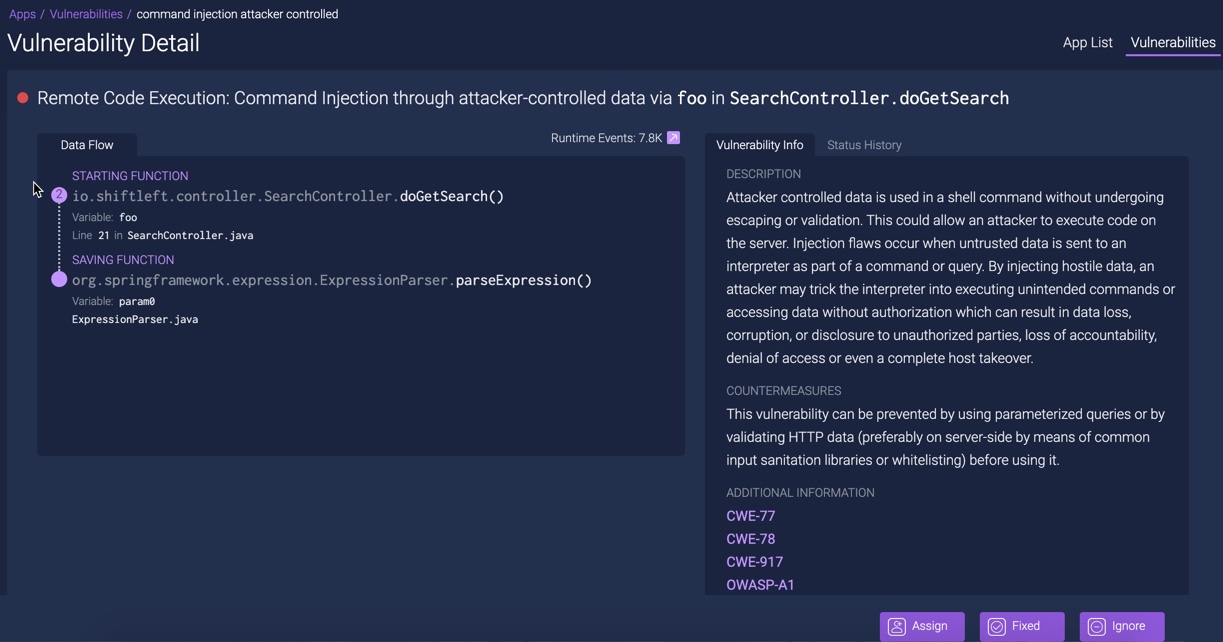 Apps / Vulnerabilities / command injection attacker controlled
Vulnerability Detail
App List
Vulnerabilities
Remote Code Execution: Command Injection through attacker-controlled data via foo in SearchController.doGetSearch
Data Flow
Runtime Events: 7.8K
STARTING FUNCTION
2
io.shiftleft.controller.SearchController.doGetSearch()
Variable: foo
Line 21 in SearchController.java
SAVING FUNCTION
org.springframework.expression.ExpressionParser.parseExpression()
Variable: param0
ExpressionParser.java
Vulnerability Info
Status History
DESCRIPTION
Attacker controlled data is used in a shell command without undergoing
escaping or validation. This could allow an attacker to execute code on
the server. Injection flaws occur when untrusted data is sent to an
interpreter as part of a command or query. By injecting hostile data, an
attacker may trick the interpreter into executing unintended commands or
accessing data without authorization which can result in data loss,
corruption, or disclosure to unauthorized parties, loss of accountability,
denial of access or even a complete host takeover.
COUNTERMEASURES
This vulnerability can be prevented by using parameterized queries or by
validating HTTP data (preferably on server-side by means of common
input sanitation libraries or whitelisting) before using it.
ADDITIONAL INFORMATION
CWE-77
CWE-78
CWE-917
OWASP-A1
Assign
Fixed
Ignore